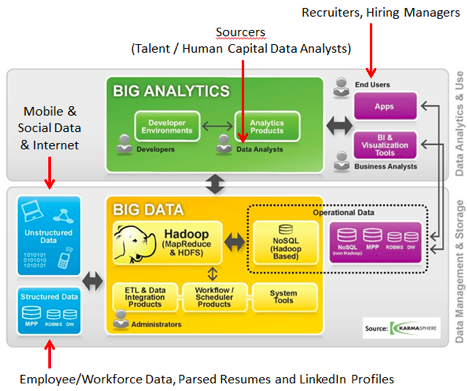 Recruiters, Hiring Managers
Sourcers
(Talent / Human Capital Data Analysts)
Mobile &
Social Data
& Internet
BIG ANALYTICS
Developer
Environments
Analytics
Products
Developers
Data Analysts
End Users
Apps
BI &
Visualization
Tools
Business Analysts
Data Analytics & Use
Unstructured
Data
1010101
010101
1010101
Structured Data
MPP
RDBMS
DW
BIG DATA
Hadoop
(MapReduce
& HDFS)
Operational Data
NoSQL
(Hadoop
Based)
NoSQL
(non Hadoop)
MPP
RDBMS
DW
ETL & Data
Integration
Products
Workflow /
Scheduler
Products
System
Tools
Administrators
Data Management & Storage
Source:
KARMASPHERE
Employee/Workforce Data, Parsed Resumes and LinkedIn Profiles